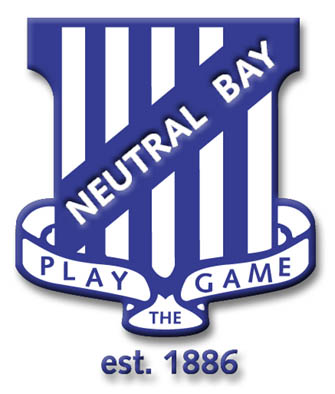 NEUTRAL BAY
PLAY THE GAME
est. 1886